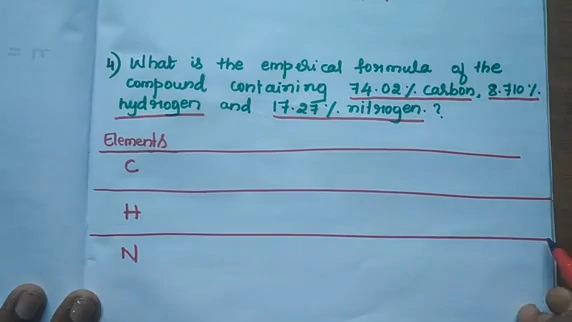 4) What is the emperical formula of the
compound containing 74.02% carbon, 8.710%
hydrogen and 17.27% nitrogen.?
Elements
C
H
N